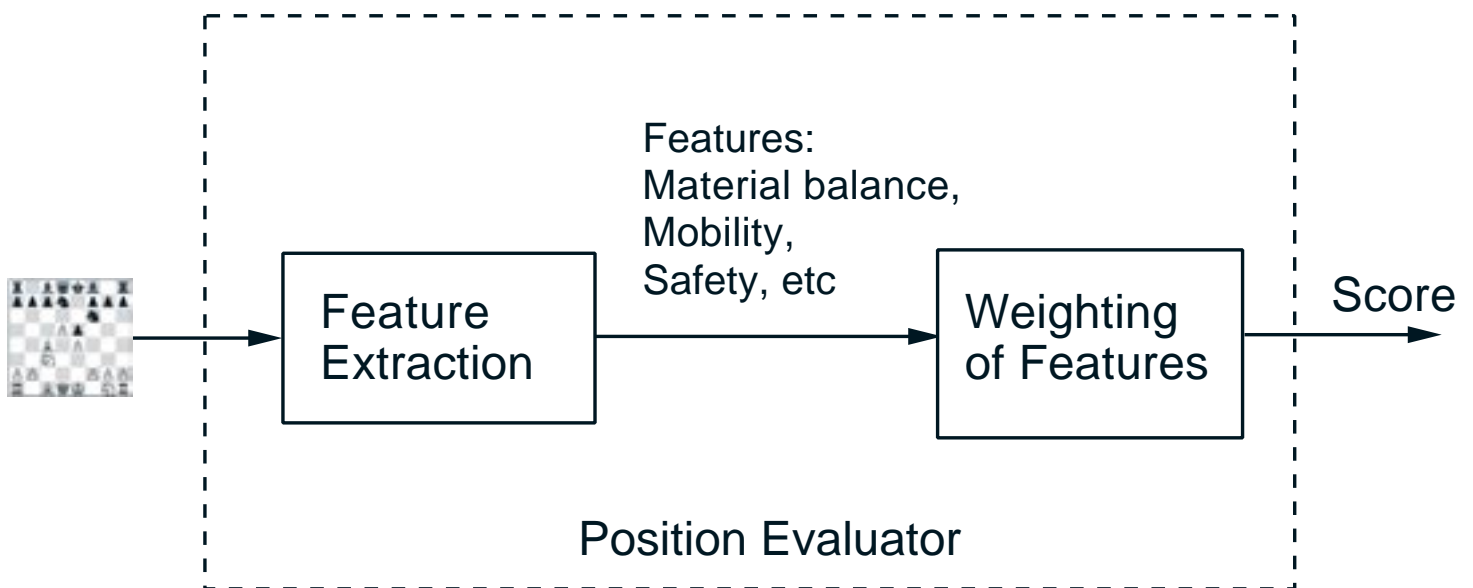 Features:
Material balance,
Mobility,
Safety, etc
Feature
Extraction
Weighting
of Features
Score
Position Evaluator